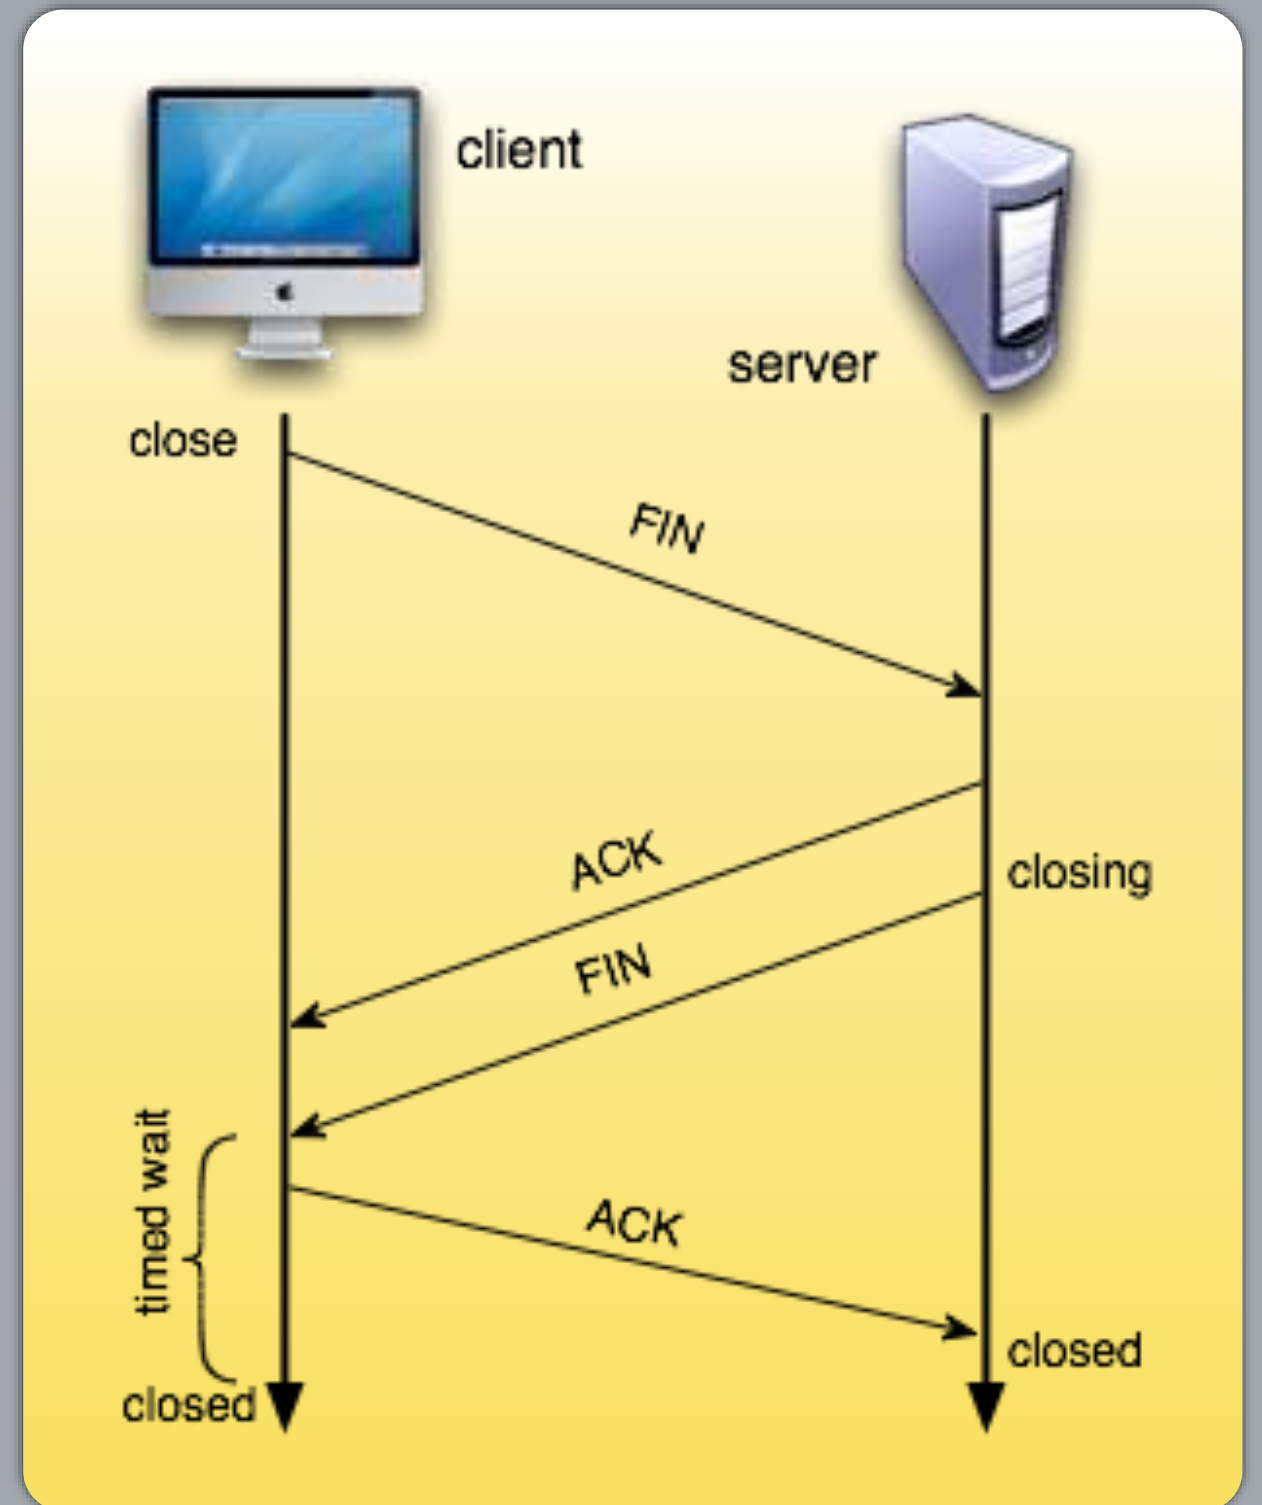 client
server
close
FIN
ACK
closing
FIN
timed wait
ACK
closed
closed